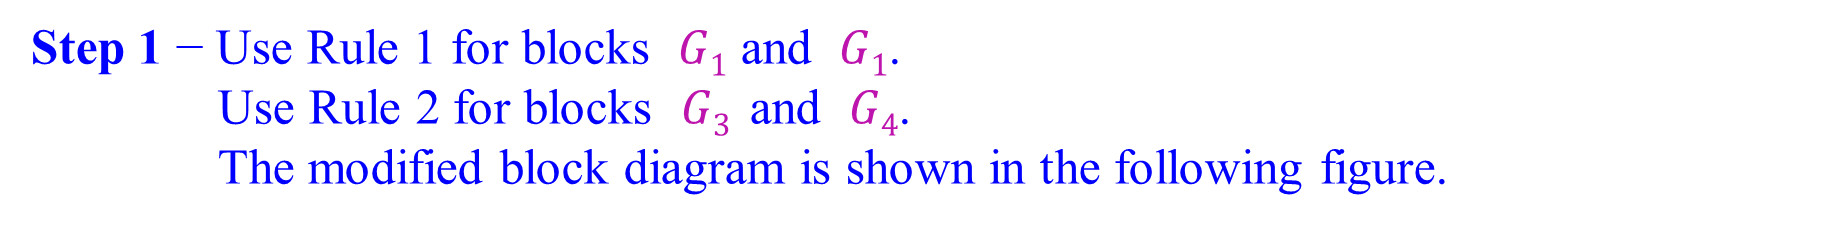 Step 1 − Use Rule 1 for blocks G₁ and G₁.
Use Rule 2 for blocks G₃ and G₄.
The modified block diagram is shown in the following figure.